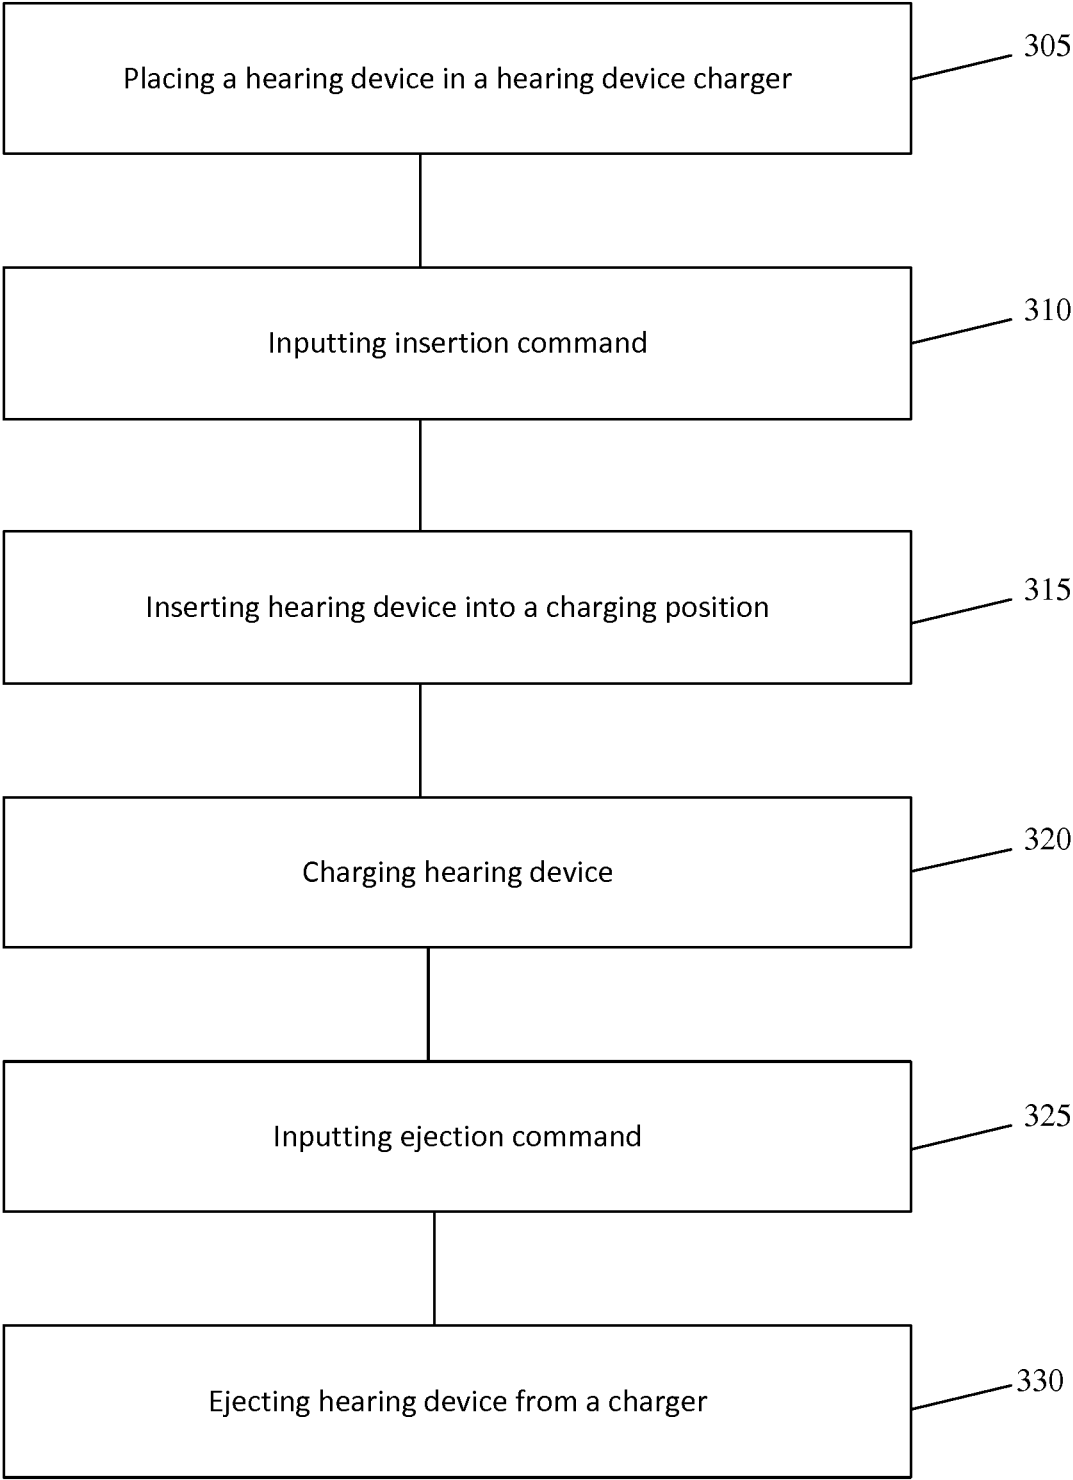 Placing a hearing device in a hearing device charger
305
Inputting insertion command
310
Inserting hearing device into a charging position
315
Charging hearing device
320
Inputting ejection command
325
Ejecting hearing device from a charger
330